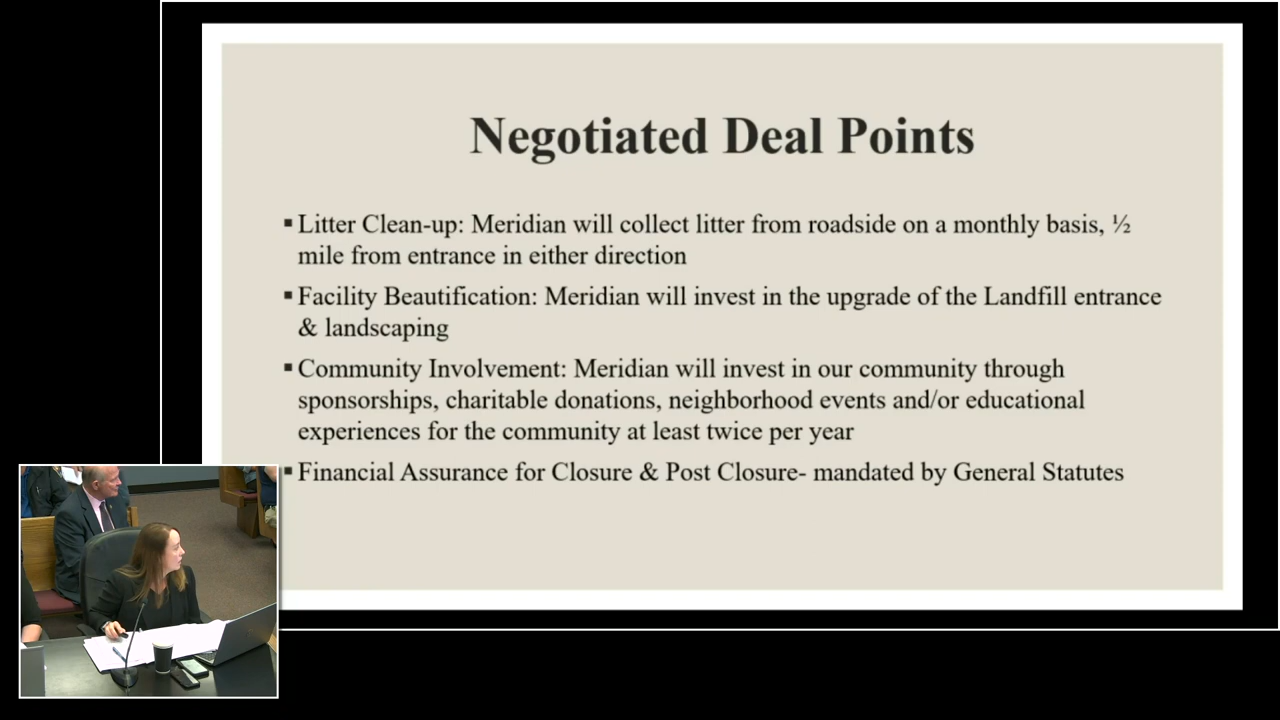 Negotiated Deal Points
▪ Litter Clean-up: Meridian will collect litter from roadside on a monthly basis, ½
mile from entrance in either direction
▪ Facility Beautification: Meridian will invest in the upgrade of the Landfill entrance
& landscaping
▪ Community Involvement: Meridian will invest in our community through
sponsorships, charitable donations, neighborhood events and/or educational
experiences for the community at least twice per year
▪ Financial Assurance for Closure & Post Closure- mandated by General Statutes